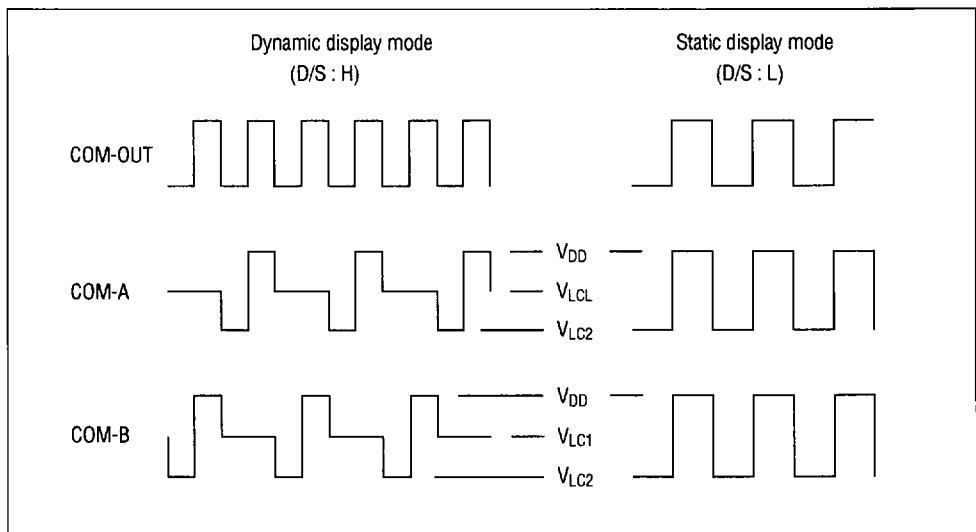 Dynamic display mode
(D/S : H)
Static display mode
(D/S : L)
COM-OUT
COM-A
VDD
VLCL
VLC2
COM-B
VDD
VLC1
VLC2